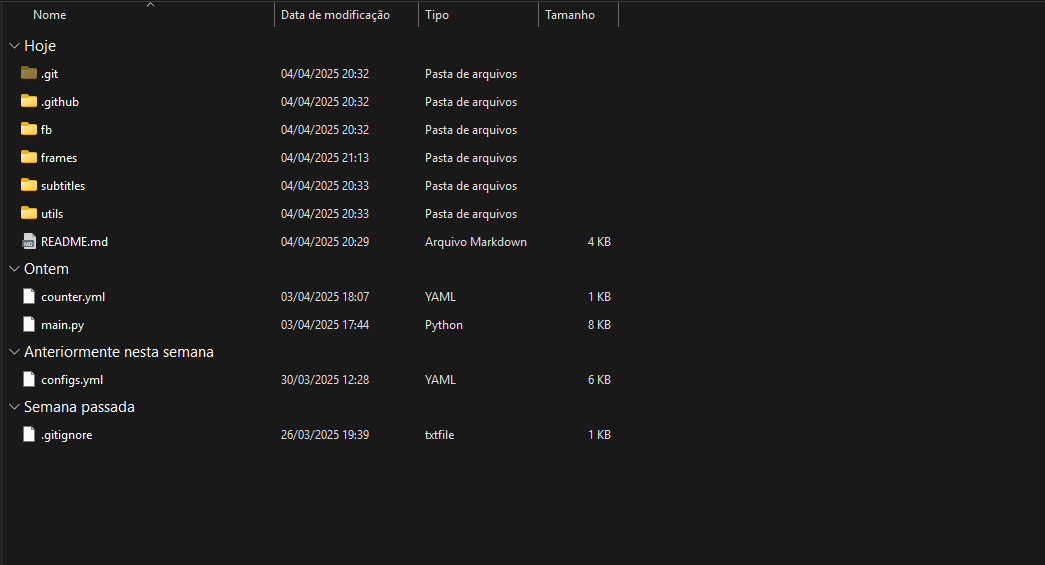 Nome Data de modificação Tipo Tamanho
Hoje
.git 04/04/2025 20:32 Pasta de arquivos
.github 04/04/2025 20:32 Pasta de arquivos
fb 04/04/2025 20:32 Pasta de arquivos
frames 04/04/2025 21:13 Pasta de arquivos
subtitles 04/04/2025 20:33 Pasta de arquivos
utils 04/04/2025 20:33 Pasta de arquivos
README.md 04/04/2025 20:29 Arquivo Markdown 4 KB
Ontem
counter.yml 03/04/2025 18:07 YAML 1 KB
main.py 03/04/2025 17:44 Python 8 KB
Anteriormente nesta semana
configs.yml 30/03/2025 12:28 YAML 6 KB
Semana passada
.gitignore 26/03/2025 19:39 txtfile 1 KB